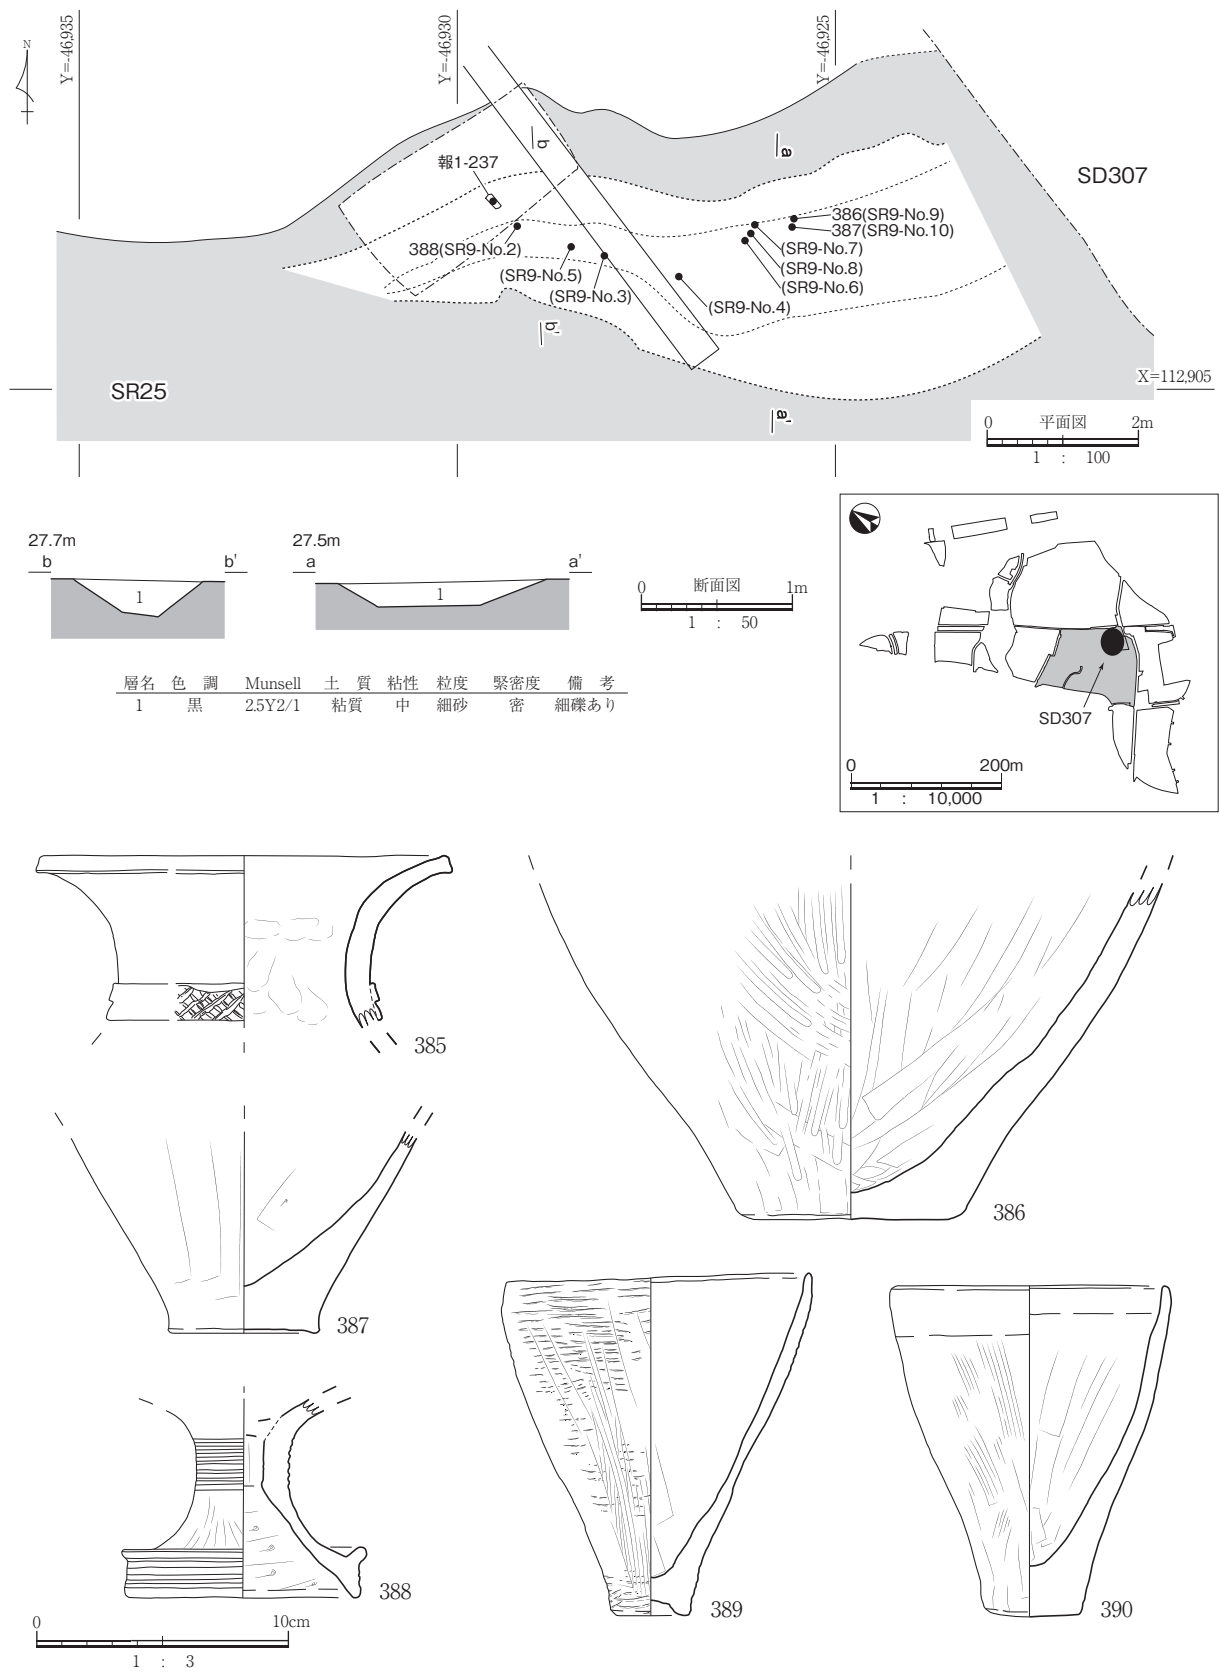 N
Y=-46,935
Y=-46,930
Y=-46,925
b
a
報1-237
SD307
386(SR9-No.9)
387(SR9-No.10)
388(SR9-No.2)
(SR9-No.7)
(SR9-No.8)
(SR9-No.5)
(SR9-No.6)
(SR9-No.3)
(SR9-No.4)
b'
X=112,905
SR25
a'
0 平面図 2m
1 : 100
27.7m
b b'
1
27.5m
a a'
1
0 断面図 1m
1 : 50
層名 色 調 Munsell 土 質 粘性 粒度 緊密度 備 考
1 黒 2.5Y2/1 粘質 中 細砂 密 細礫あり
SD307
0 200m
1 : 10,000
385
386
387
388
389
390
0 10cm
1 : 3